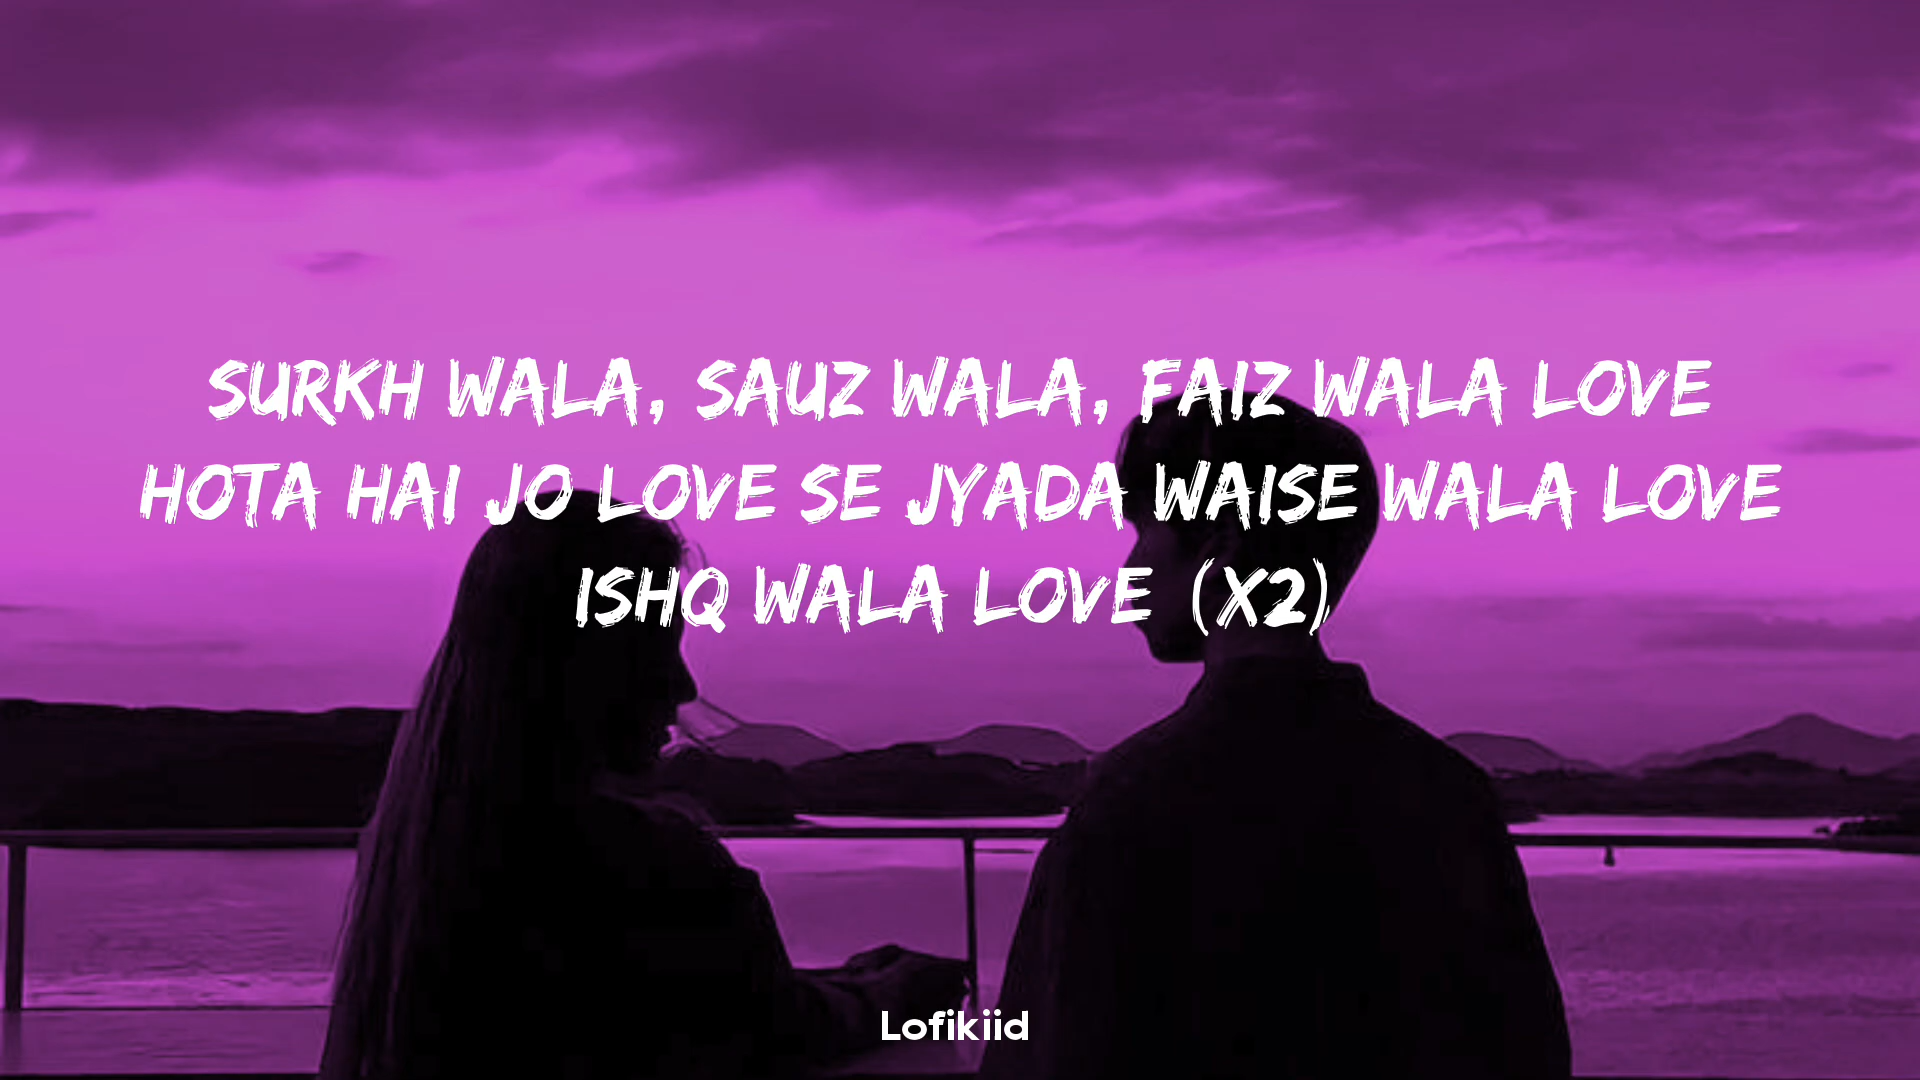 SURKH WALA, SAUZ WALA, FAIZ WALA LOVE
HOTA HAI JO LOVE SE JYADA WAISE WALA LOVE
ISHQ WALA LOVE (X2)
Lofikiid